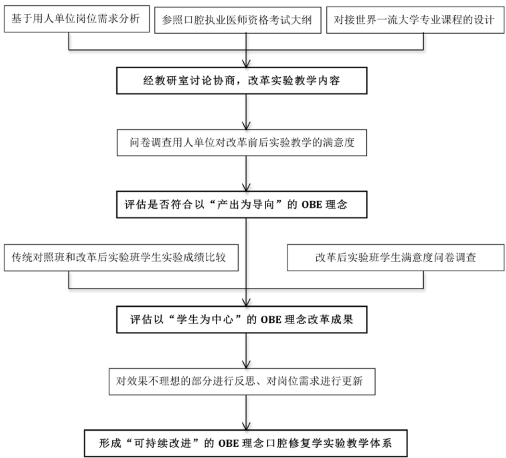 基于用人单位岗位需求分析
参照口腔执业医师资格考试大纲
对接世界一流大学专业课程的设计
经教研室讨论协商，改革实验教学内容
问卷调查用人单位对改革前后实验教学的满意度
评估是否符合以“产出为导向”的 OBE 理念
传统对照班和改革后实验班学生实验成绩比较
改革后实验班学生满意度问卷调查
评估以“学生为中心”的 OBE 理念改革成果
对效果不理想的部分进行反思、对岗位需求进行更新
形成“可持续改进”的 OBE 理念口腔修复学实验教学体系